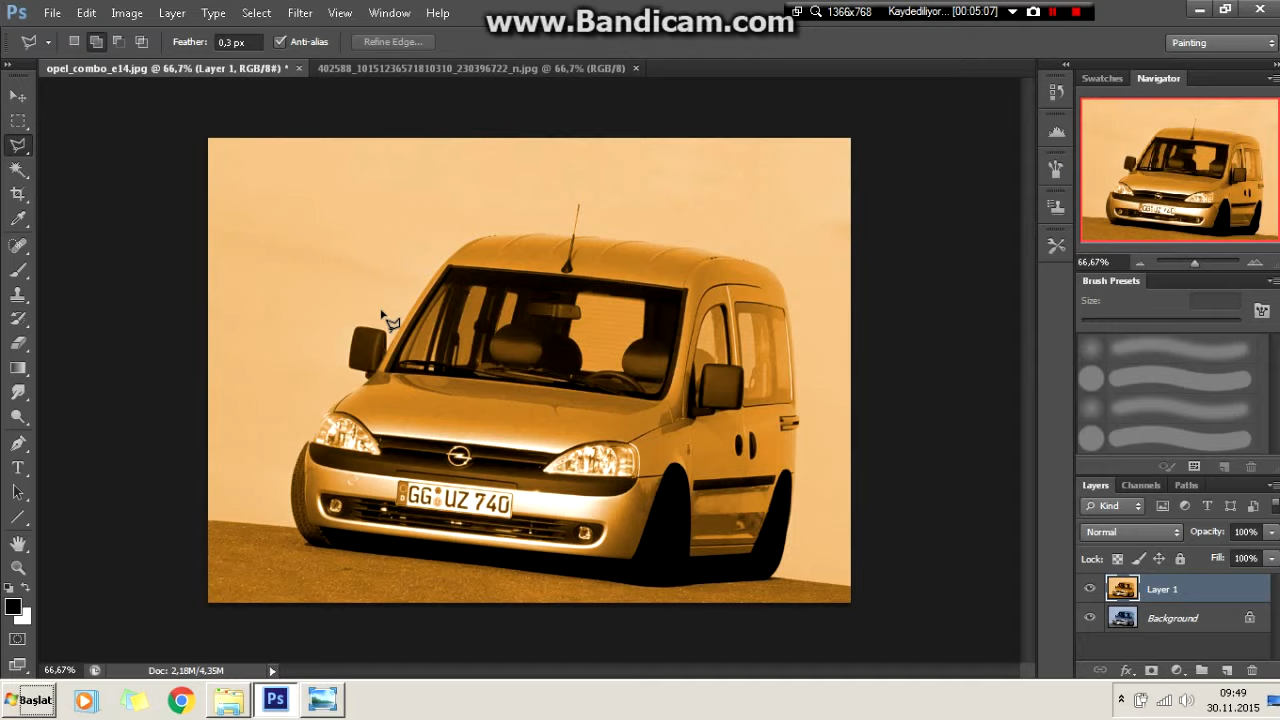 www.Bandicam.com
1366x768 Kaydediliyor... [00:05:07]
Ps File Edit Image Layer Type Select Filter 3D View Window Help
Feather: 0,3 px Anti-alias Refine Edge... Painting
opel_combo_e14.jpg @ 66,7% (Layer 1, RGB/8#) * × 402588_10151236571810310_230396722_n.jpg @ 66,7% (RGB/8) ×
Swatches Navigator
66,67%
Brush Presets
Size:
GG UZ 740
Layers Channels Paths
Kind
Normal Opacity: 100%
Lock: Fill: 100%
Layer 1
Background
66,67% Doc: 2,18M/4,35M
Başlat Ps 09:49
30.11.2015